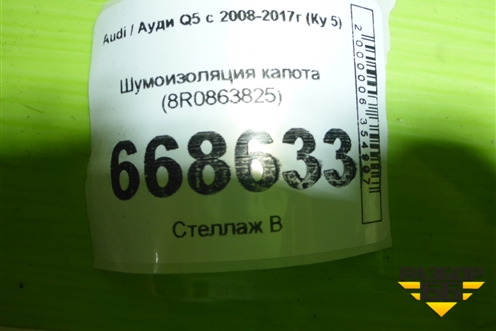 Audi / Ауди Q5 с 2008-2017г (Ку 5)
Шумоизоляция капота
(8R0863825)
668633
Стеллаж В